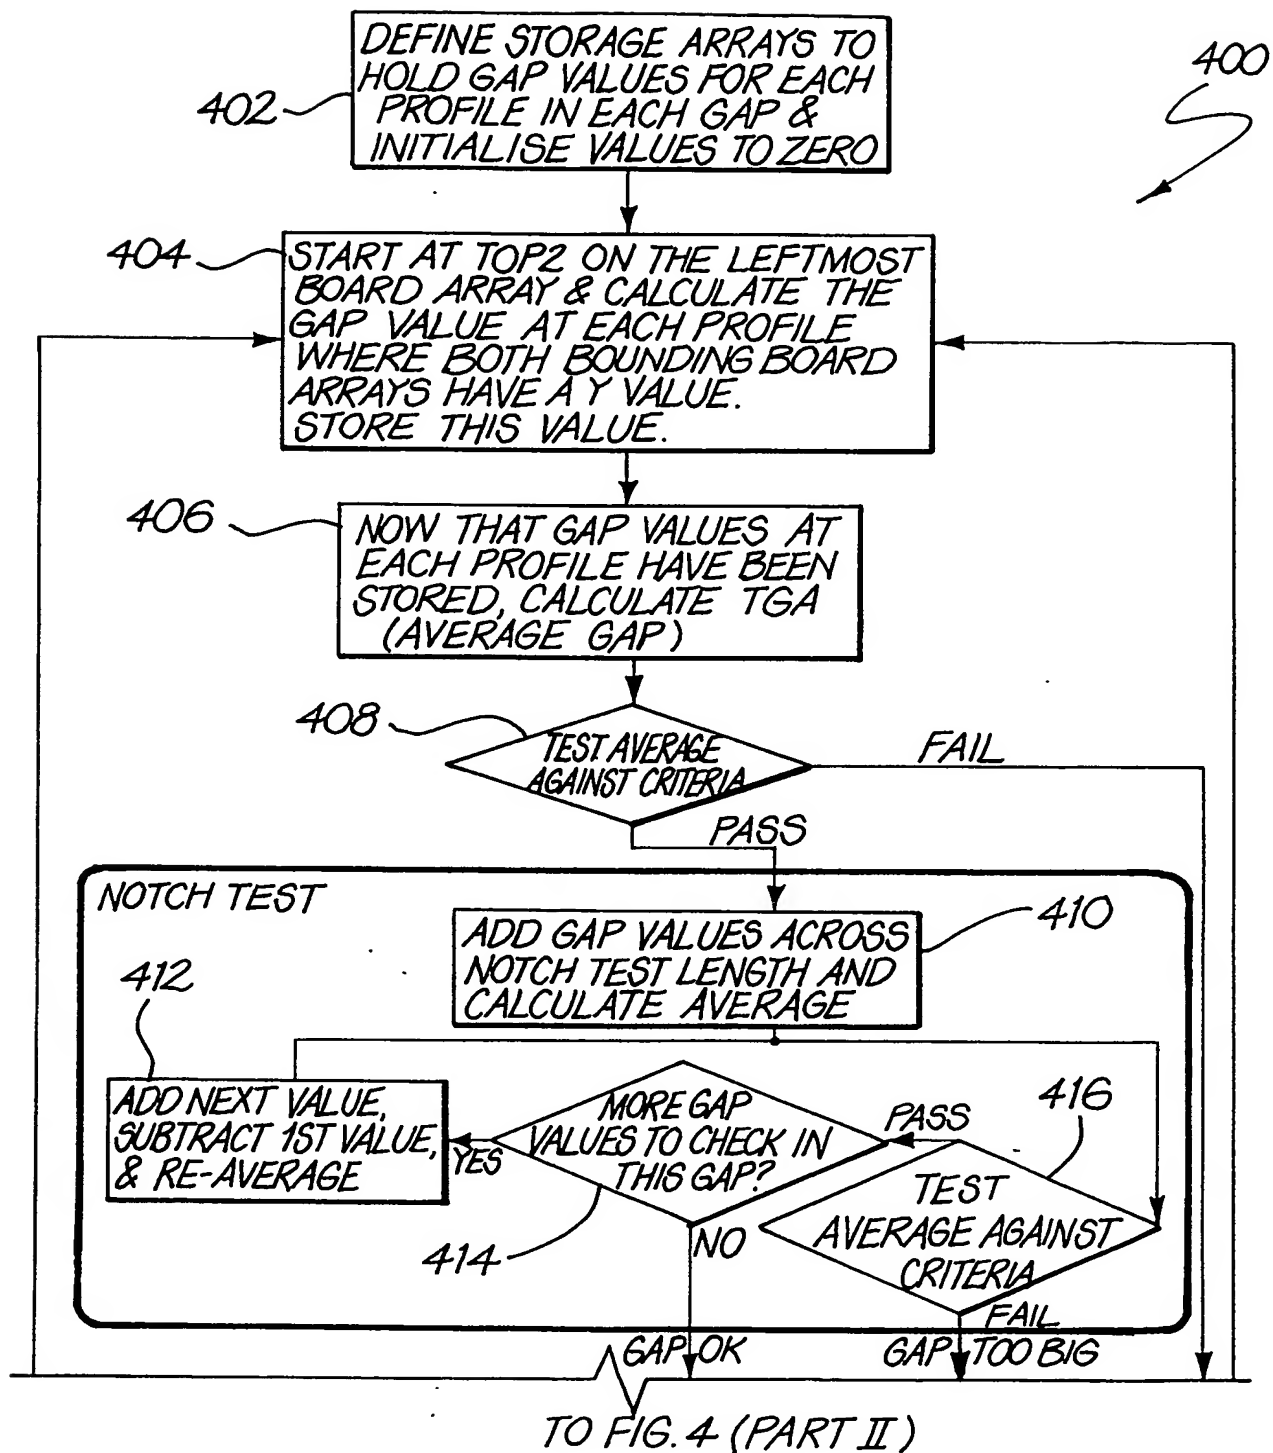 DEFINE STORAGE ARRAYS TO
HOLD GAP VALUES FOR EACH
PROFILE IN EACH GAP &
INITIALISE VALUES TO ZERO
402
400
404
START AT TOP2 ON THE LEFTMOST
BOARD ARRAY & CALCULATE THE
GAP VALUE AT EACH PROFILE
WHERE BOTH BOUNDING BOARD
ARRAYS HAVE A Y VALUE.
STORE THIS VALUE.
406
NOW THAT GAP VALUES AT
EACH PROFILE HAVE BEEN
STORED, CALCULATE TGA
(AVERAGE GAP)
408
TEST AVERAGE
AGAINST CRITERIA
FAIL
PASS
NOTCH TEST
410
ADD GAP VALUES ACROSS
NOTCH TEST LENGTH AND
CALCULATE AVERAGE
412
ADD NEXT VALUE,
SUBTRACT 1ST VALUE,
& RE-AVERAGE
YES
MORE GAP
VALUES TO CHECK IN
THIS GAP?
414
NO
PASS
416
TEST
AVERAGE AGAINST
CRITERIA
FAIL
GAP OK
GAP TOO BIG
TO FIG. 4 (PART II)